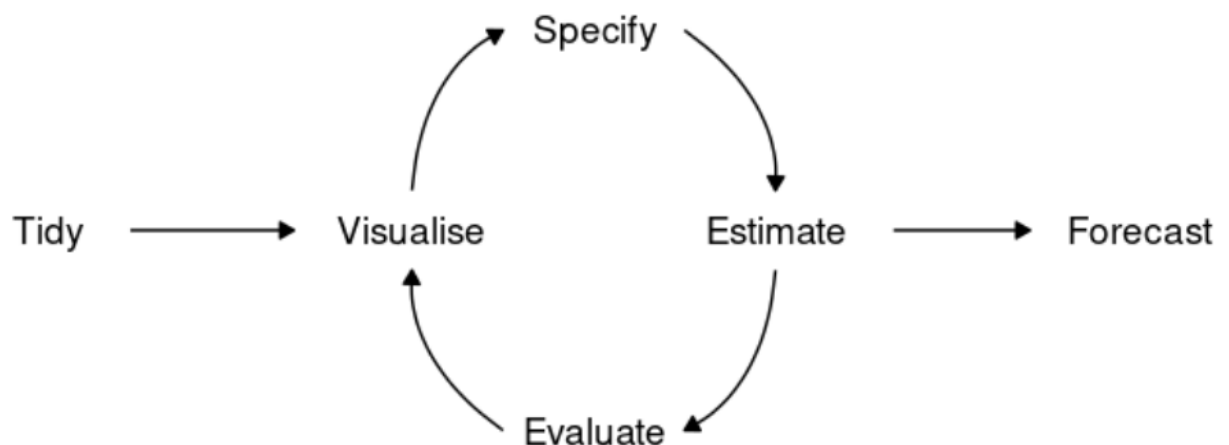 Specify
Tidy
Visualise
Estimate
Forecast
Evaluate